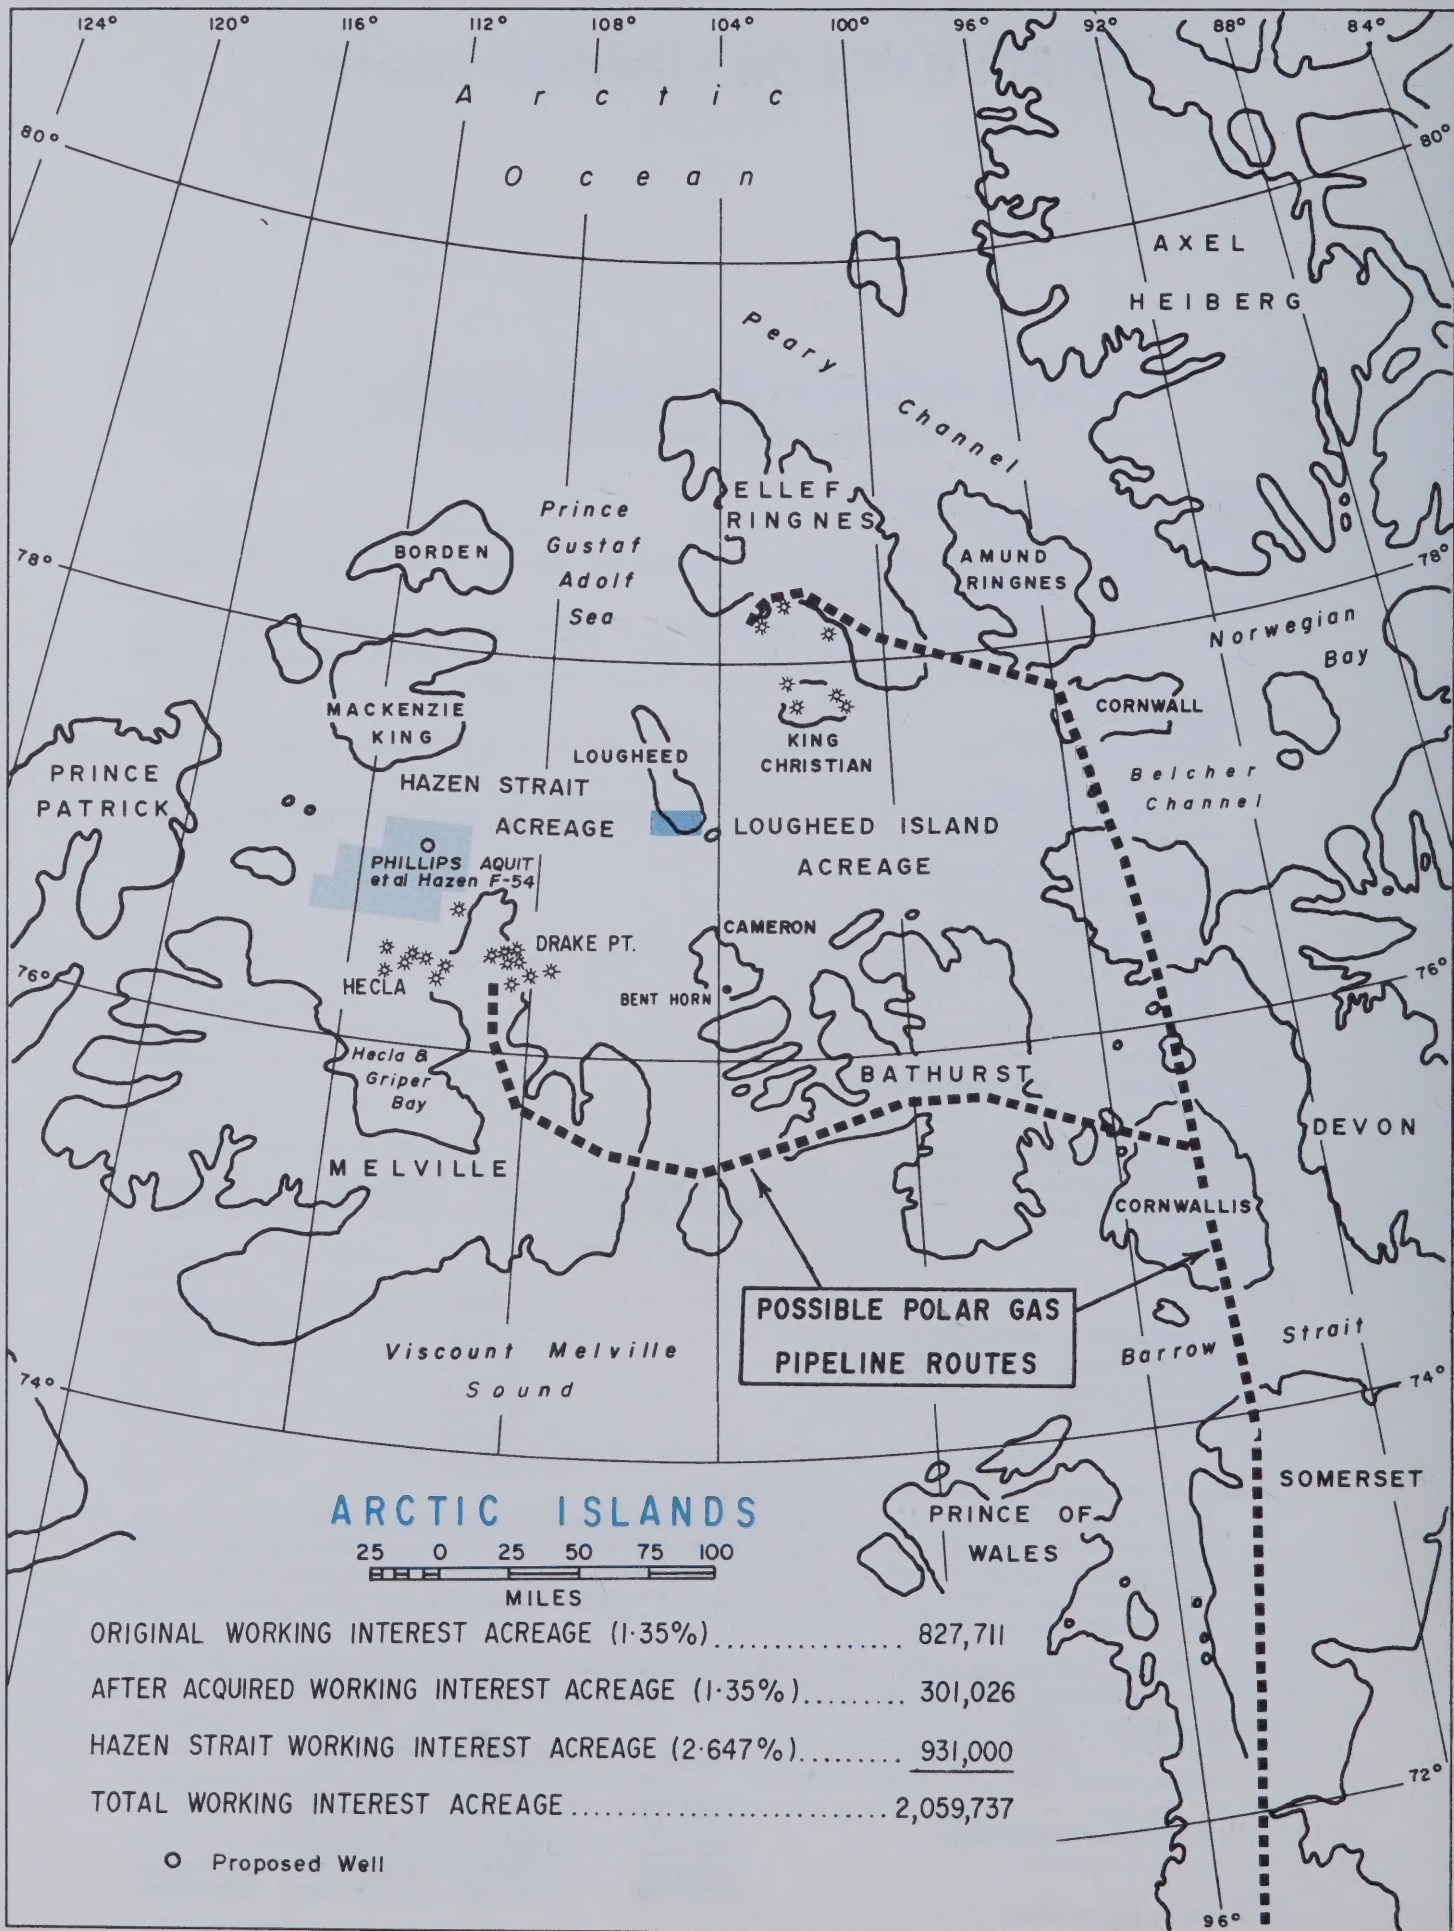 124° 120° 116° 112° 108° 104° 100° 96° 92° 88° 84°
Arctic
Ocean
80°
80°
AXEL
HEIBERG
Peary
Channel
ELLEF
RINGNES
Prince
Gustaf
Adolf
Sea
BORDEN
AMUND
RINGNES
78°
78°
Norwegian
Bay
MACKENZIE
KING
CORNWALL
LOUGHEED
KING
CHRISTIAN
PRINCE
PATRICK
HAZEN STRAIT
ACREAGE
Belcher
Channel
LOUGHEED ISLAND
ACREAGE
PHILLIPS AQUIT
et al Hazen F-54
CAMERON
DRAKE PT.
HECLA
BENT HORN
76°
76°
Hecla &
Griper
Bay
BATHURST
DEVON
MELVILLE
CORNWALLIS
POSSIBLE POLAR GAS
PIPELINE ROUTES
Viscount Melville
Sound
Barrow Strait
74°
74°
SOMERSET
PRINCE OF
WALES
ARCTIC ISLANDS
25 0 25 50 75 100
MILES
ORIGINAL WORKING INTEREST ACREAGE (1·35%)................ 827,711
AFTER ACQUIRED WORKING INTEREST ACREAGE (1·35%)......... 301,026
HAZEN STRAIT WORKING INTEREST ACREAGE (2·647%)......... 931,000
TOTAL WORKING INTEREST ACREAGE........................... 2,059,737
72°
O Proposed Well
96°